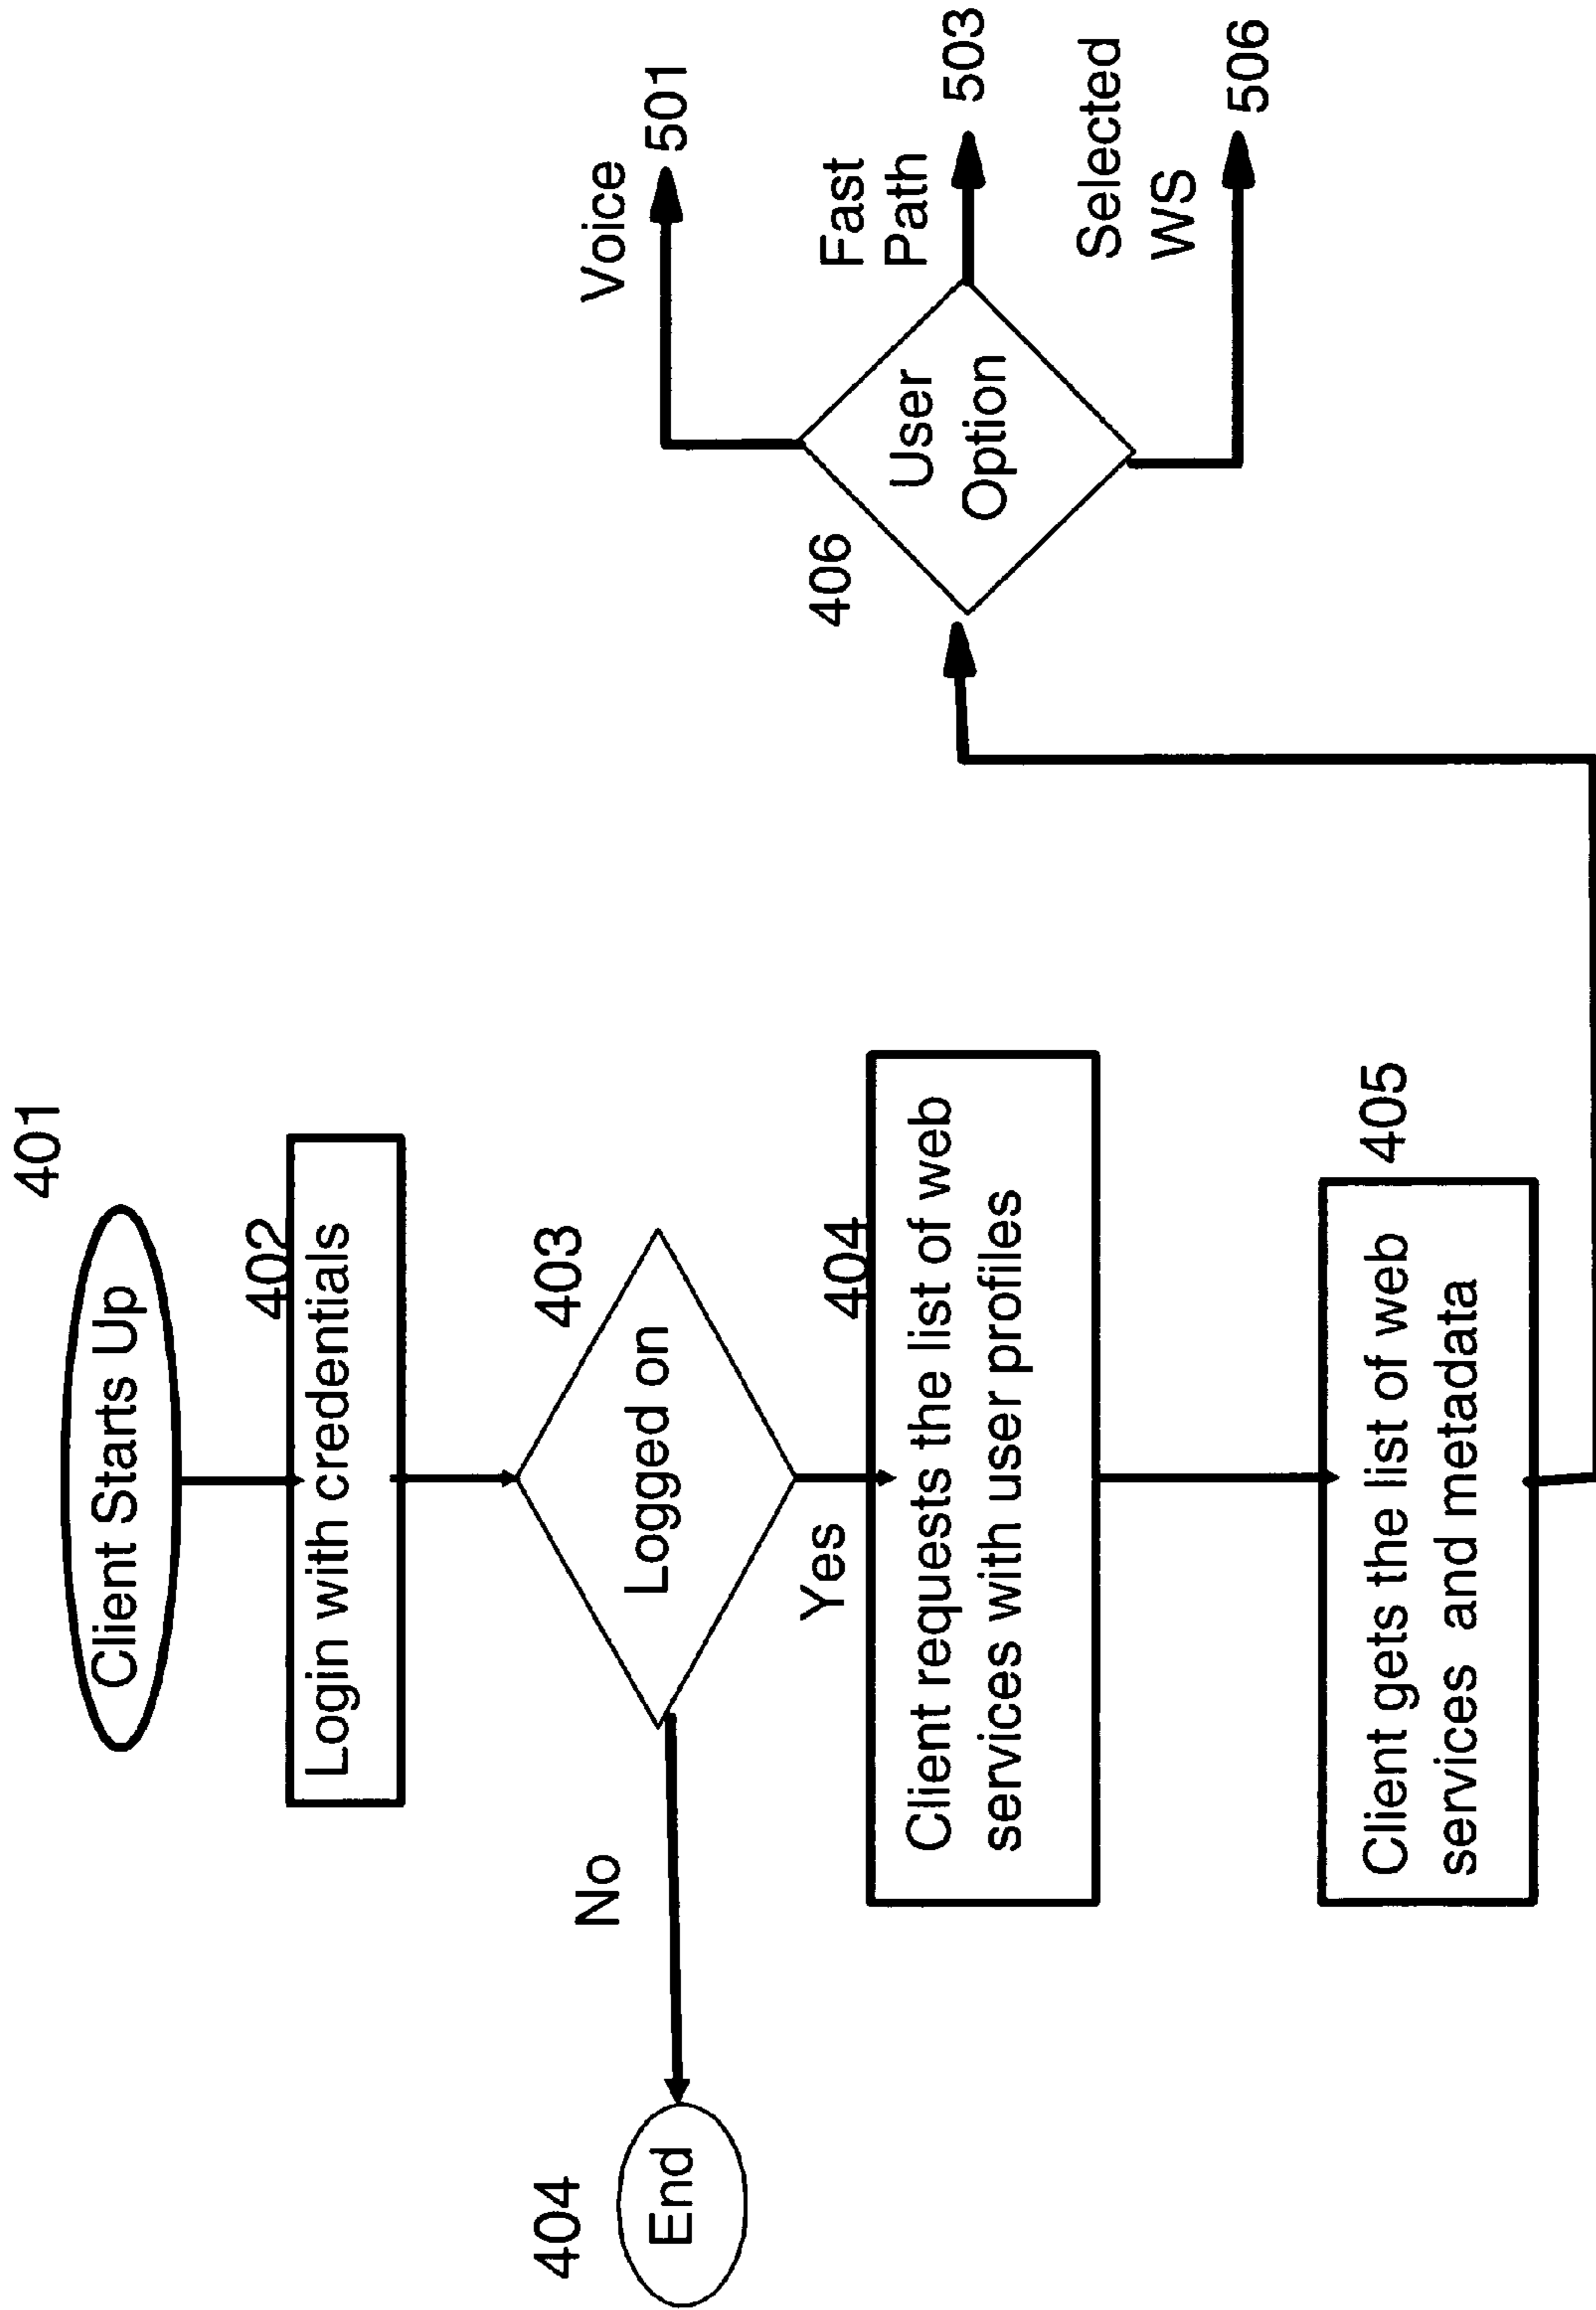 401
Client Starts Up
402
Login with credentials
403
Logged on
No
404
End
Yes
404
Client requests the list of web
services with user profiles
405
Client gets the list of web
services and metadata
406
User
Option
Voice
501
Fast
Path
503
Selected
WS
506